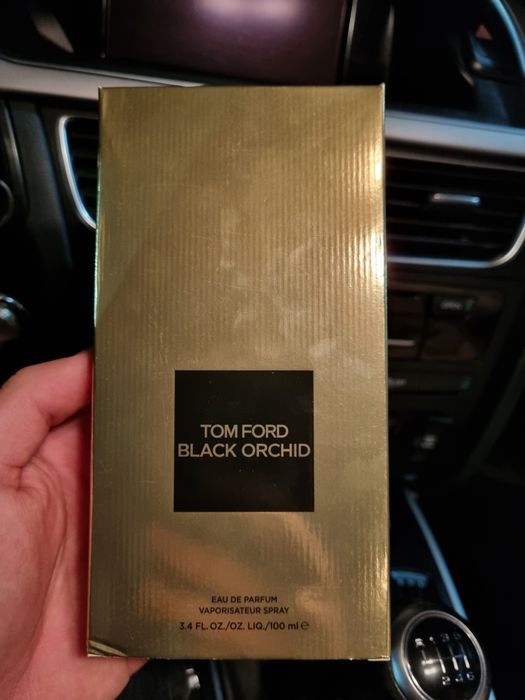 TOM FORD
BLACK ORCHID
EAU DE PARFUM
VAPORISATEUR SPRAY
3.4 FL.OZ./OZ. LIQ./100 ml ℮